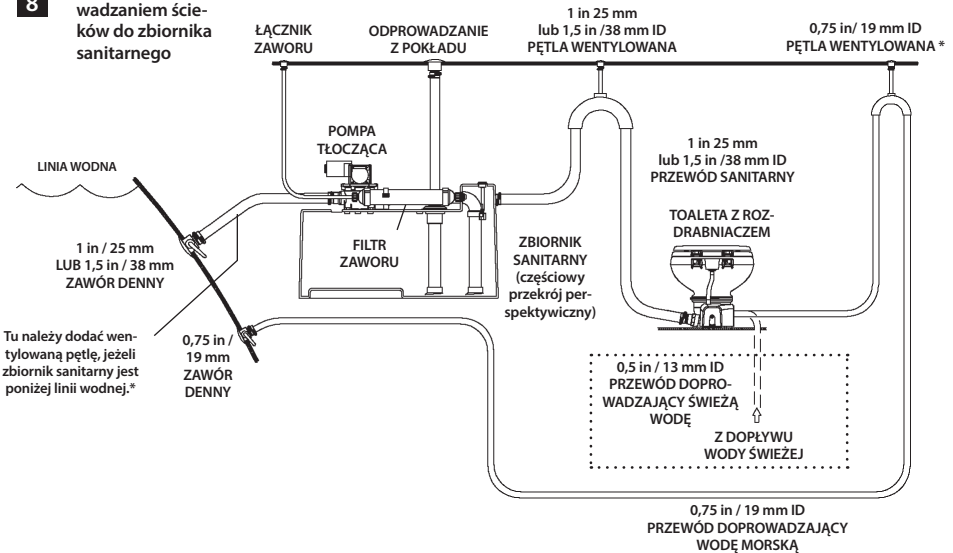 8
wadzaniem ście-
ków do zbiornika
sanitarnego
ŁĄCZNIK
ZAWORU
ODPROWADZANIE
Z POKŁADU
1 in 25 mm
lub 1,5 in /38 mm ID
PĘTLA WENTYLOWANA
0,75 in/ 19 mm ID
PĘTLA WENTYLOWANA *
POMPA
TŁOCZĄCA
LINIA WODNA
1 in 25 mm
lub 1,5 in /38 mm ID
PRZEWÓD SANITARNY
TOALETA Z ROZ-
DRABNIACZEM
1 in / 25 mm
LUB 1,5 in / 38 mm
ZAWÓR DENNY
FILTR
ZAWORU
ZBIORNIK
SANITARNY
(częściowy
przekrój per-
spektywiczny)
Tu należy dodać wen-
tylowaną pętlę, jeżeli
zbiornik sanitarny jest
poniżej linii wodnej.*
0,75 in /
19 mm
ZAWÓR
DENNY
0,5 in / 13 mm ID
PRZEWÓD DOPRO-
WADZAJĄCY ŚWIEŻĄ
WODĘ
Z DOPŁYWU
WODY ŚWIEŻEJ
0,75 in / 19 mm ID
PRZEWÓD DOPROWADZAJĄCY
WODĘ MORSKĄ